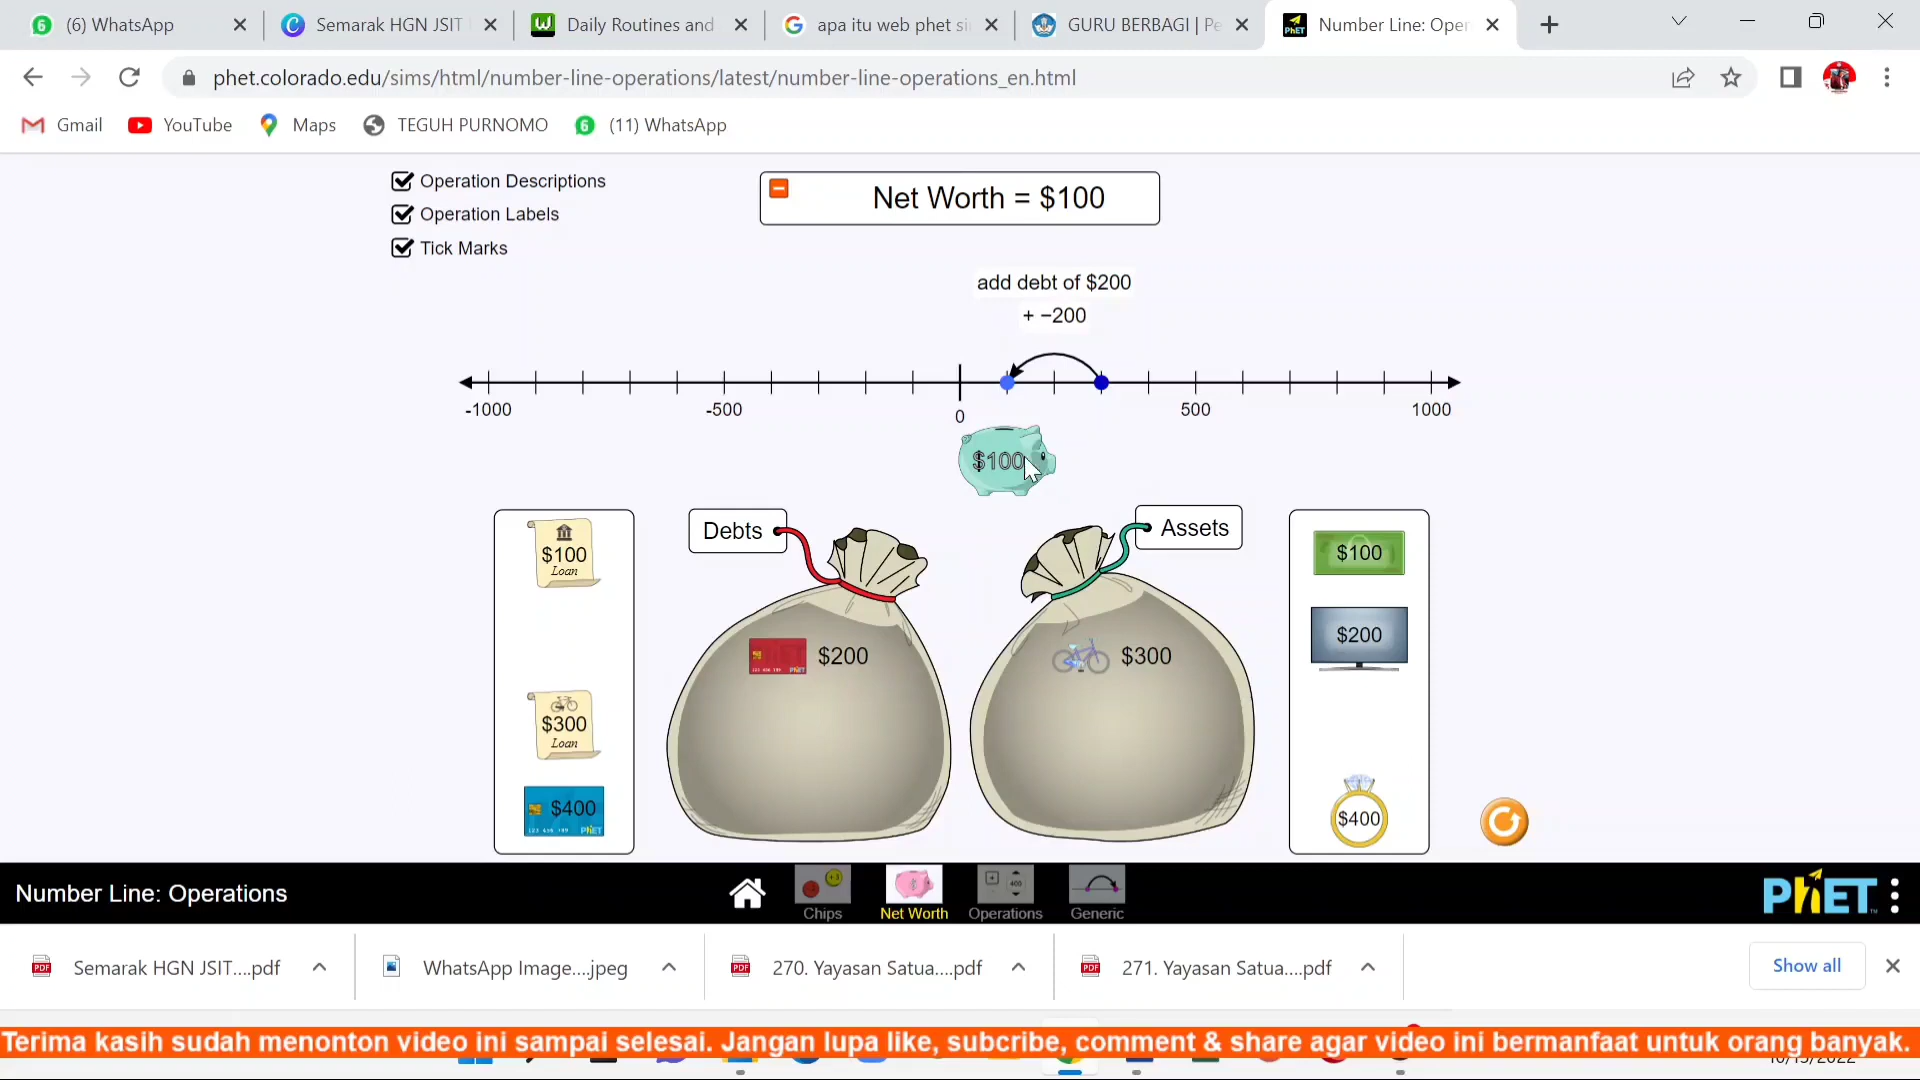 (6) WhatsApp
Semarak HGN JSIT
Daily Routines and
apa itu web phet si
GURU BERBAGI | Pe
Number Line: Oper
phet.colorado.edu/sims/html/number-line-operations/latest/number-line-operations_en.html
Gmail
YouTube
Maps
TEGUH PURNOMO
(11) WhatsApp
Operation Descriptions
Operation Labels
Tick Marks
Net Worth = $100
add debt of $200
+ −200
-1000
-500
0
500
1000
$100
$100
Loan
$300
Loan
$400
PhET
Debts
$200
Assets
$300
$100
$200
$400
Number Line: Operations
Chips
Net Worth
Operations
Generic
PhET
Semarak HGN JSIT....pdf
WhatsApp Image....jpeg
270. Yayasan Satua....pdf
271. Yayasan Satua....pdf
Show all
Terima kasih sudah menonton video ini sampai selesai. Jangan lupa like, subcribe, comment & share agar video ini bermanfaat untuk orang banyak.